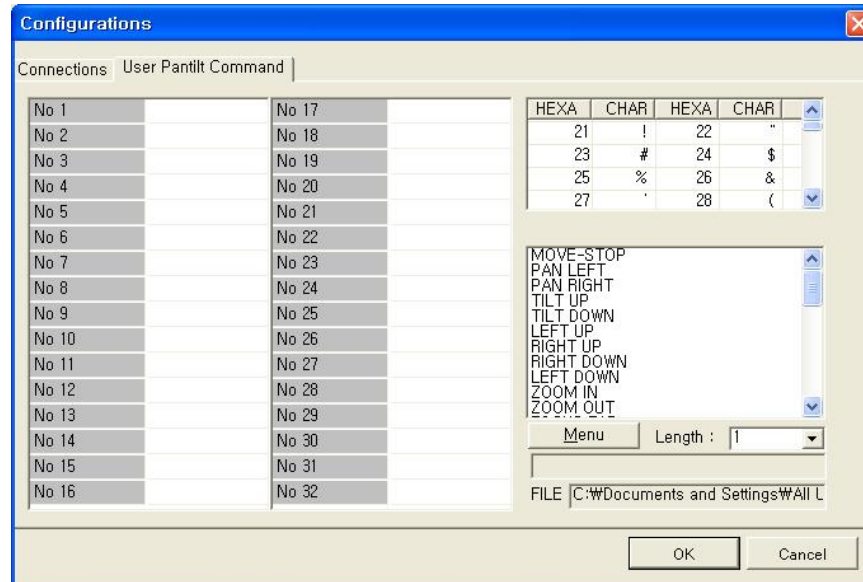 Configurations
Connections User Pantilt Command
No 1 No 17
No 2 No 18
No 3 No 19
No 4 No 20
No 5 No 21
No 6 No 22
No 7 No 23
No 8 No 24
No 9 No 25
No 10 No 26
No 11 No 27
No 12 No 28
No 13 No 29
No 14 No 30
No 15 No 31
No 16 No 32
HEXA CHAR HEXA CHAR
21 ! 22 "
23 # 24 $
25 % 26 &
27 ' 28 (
MOVE-STOP
PAN LEFT
PAN RIGHT
TILT UP
TILT DOWN
LEFT UP
RIGHT UP
RIGHT DOWN
LEFT DOWN
ZOOM IN
ZOOM OUT
Menu Length : 1
FILE C:₩Documents and Settings₩All U
OK Cancel